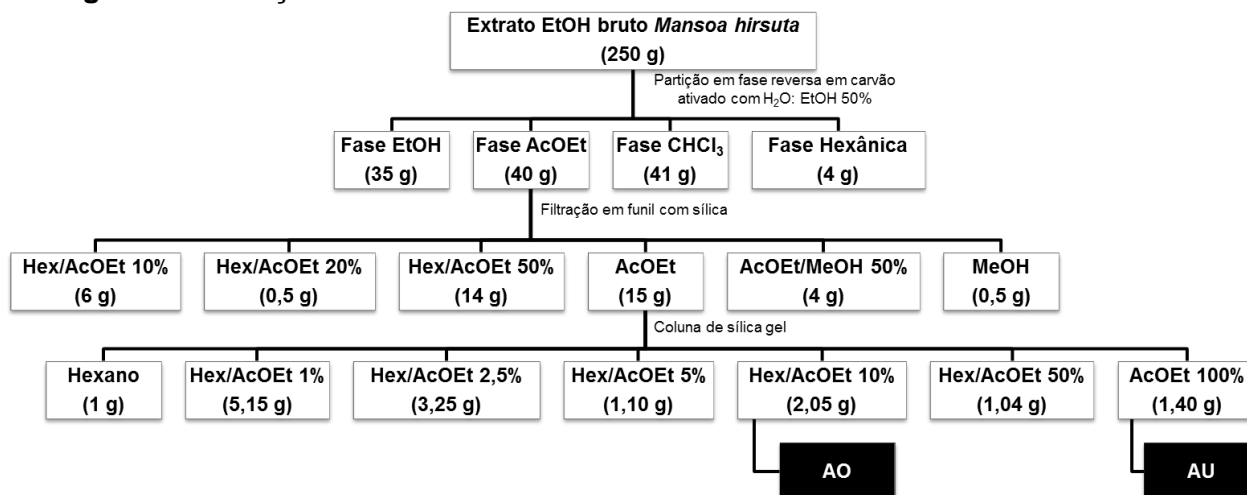 Extrato EtOH bruto Mansoa hirsuta
(250 g)
Partição em fase reversa em carvão
ativado com H₂O: EtOH 50%
Fase EtOH
(35 g)
Fase AcOEt
(40 g)
Fase CHCl₃
(41 g)
Fase Hexânica
(4 g)
Filtração em funil com sílica
Hex/AcOEt 10%
(6 g)
Hex/AcOEt 20%
(0,5 g)
Hex/AcOEt 50%
(14 g)
AcOEt
(15 g)
AcOEt/MeOH 50%
(4 g)
MeOH
(0,5 g)
Coluna de sílica gel
Hexano
(1 g)
Hex/AcOEt 1%
(5,15 g)
Hex/AcOEt 2,5%
(3,25 g)
Hex/AcOEt 5%
(1,10 g)
Hex/AcOEt 10%
(2,05 g)
Hex/AcOEt 50%
(1,04 g)
AcOEt 100%
(1,40 g)
AO
AU